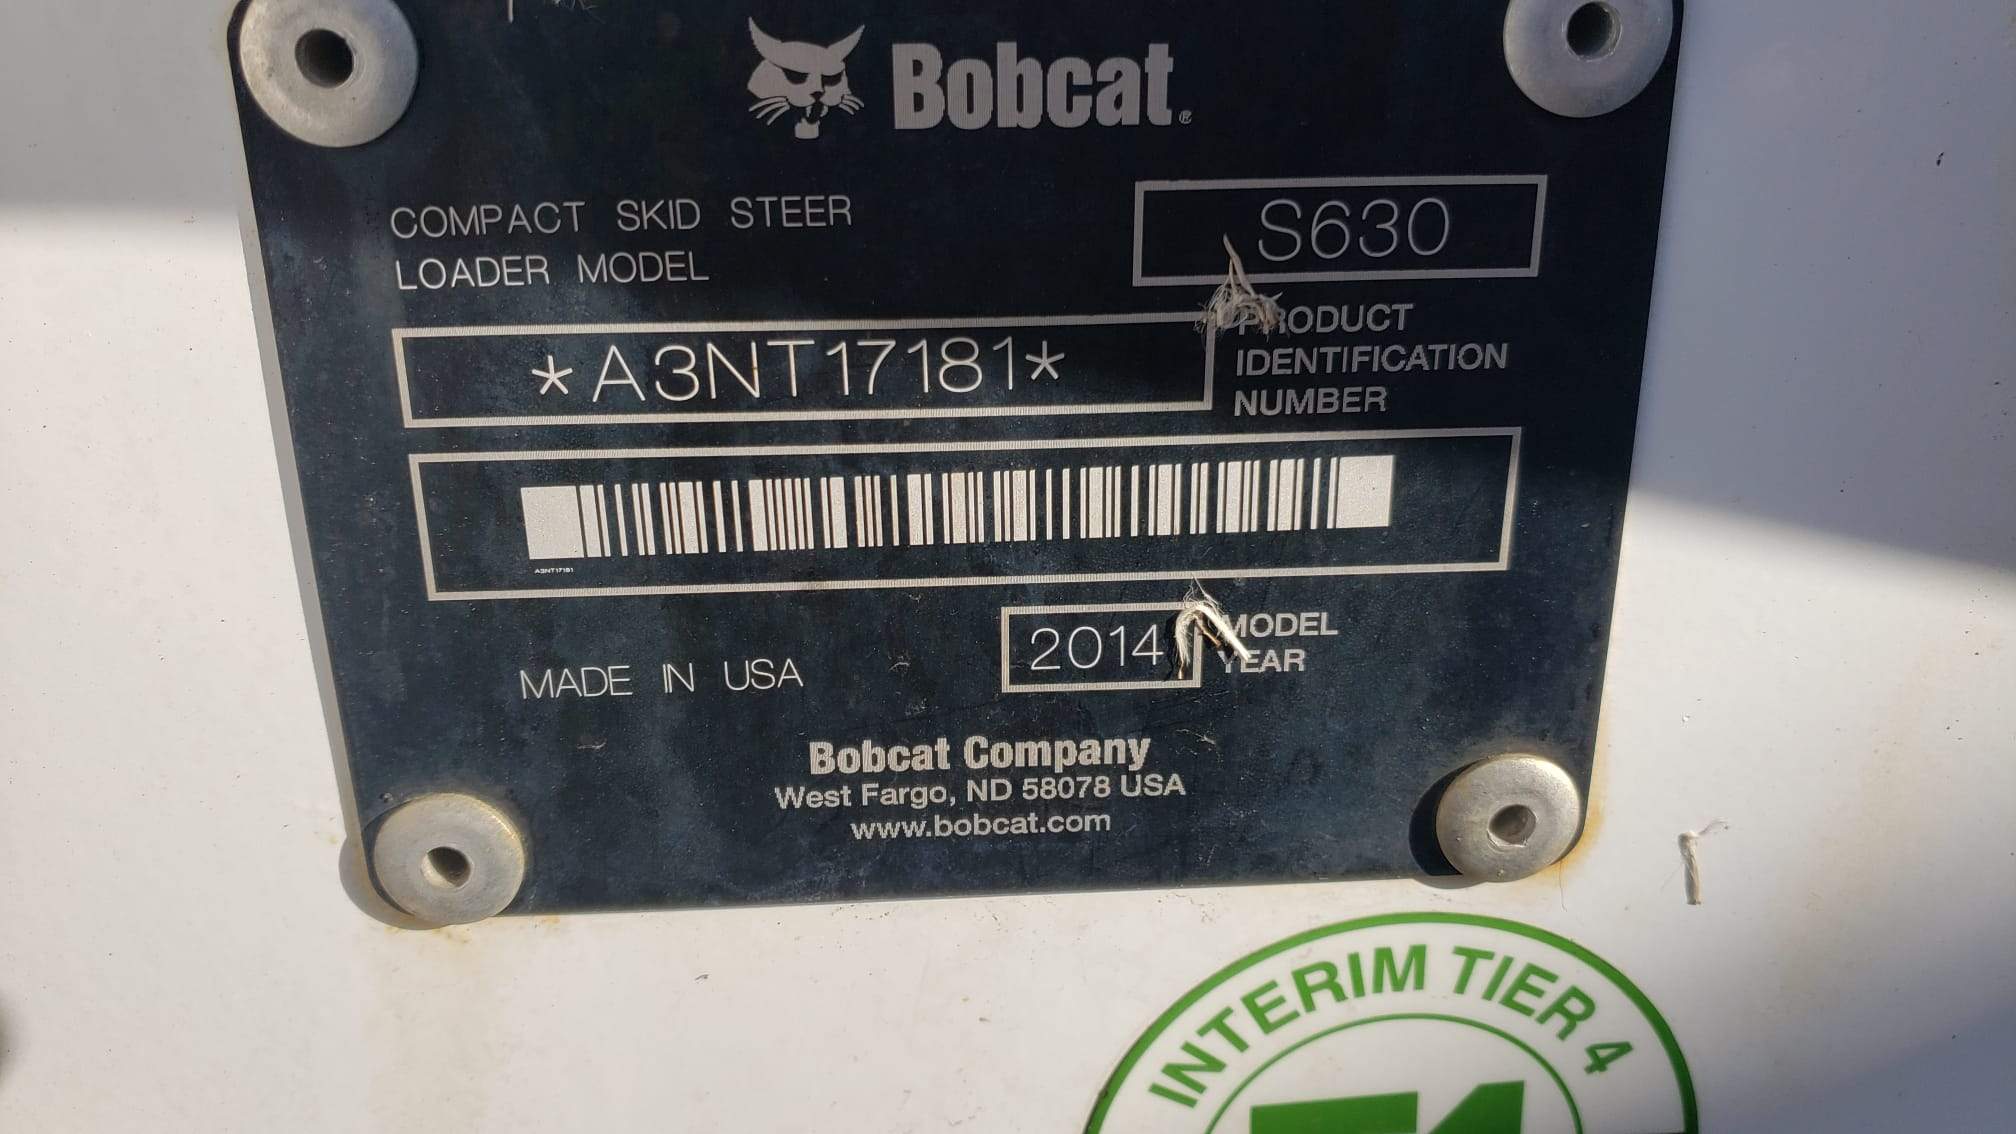 Bobcat®
COMPACT SKID STEER
LOADER MODEL
S630
*A3NT17181*
PRODUCT
IDENTIFICATION
NUMBER
A3NT17181
MADE IN USA
2014
MODEL
YEAR
Bobcat Company
West Fargo, ND 58078 USA
www.bobcat.com
INTERIM TIER 4